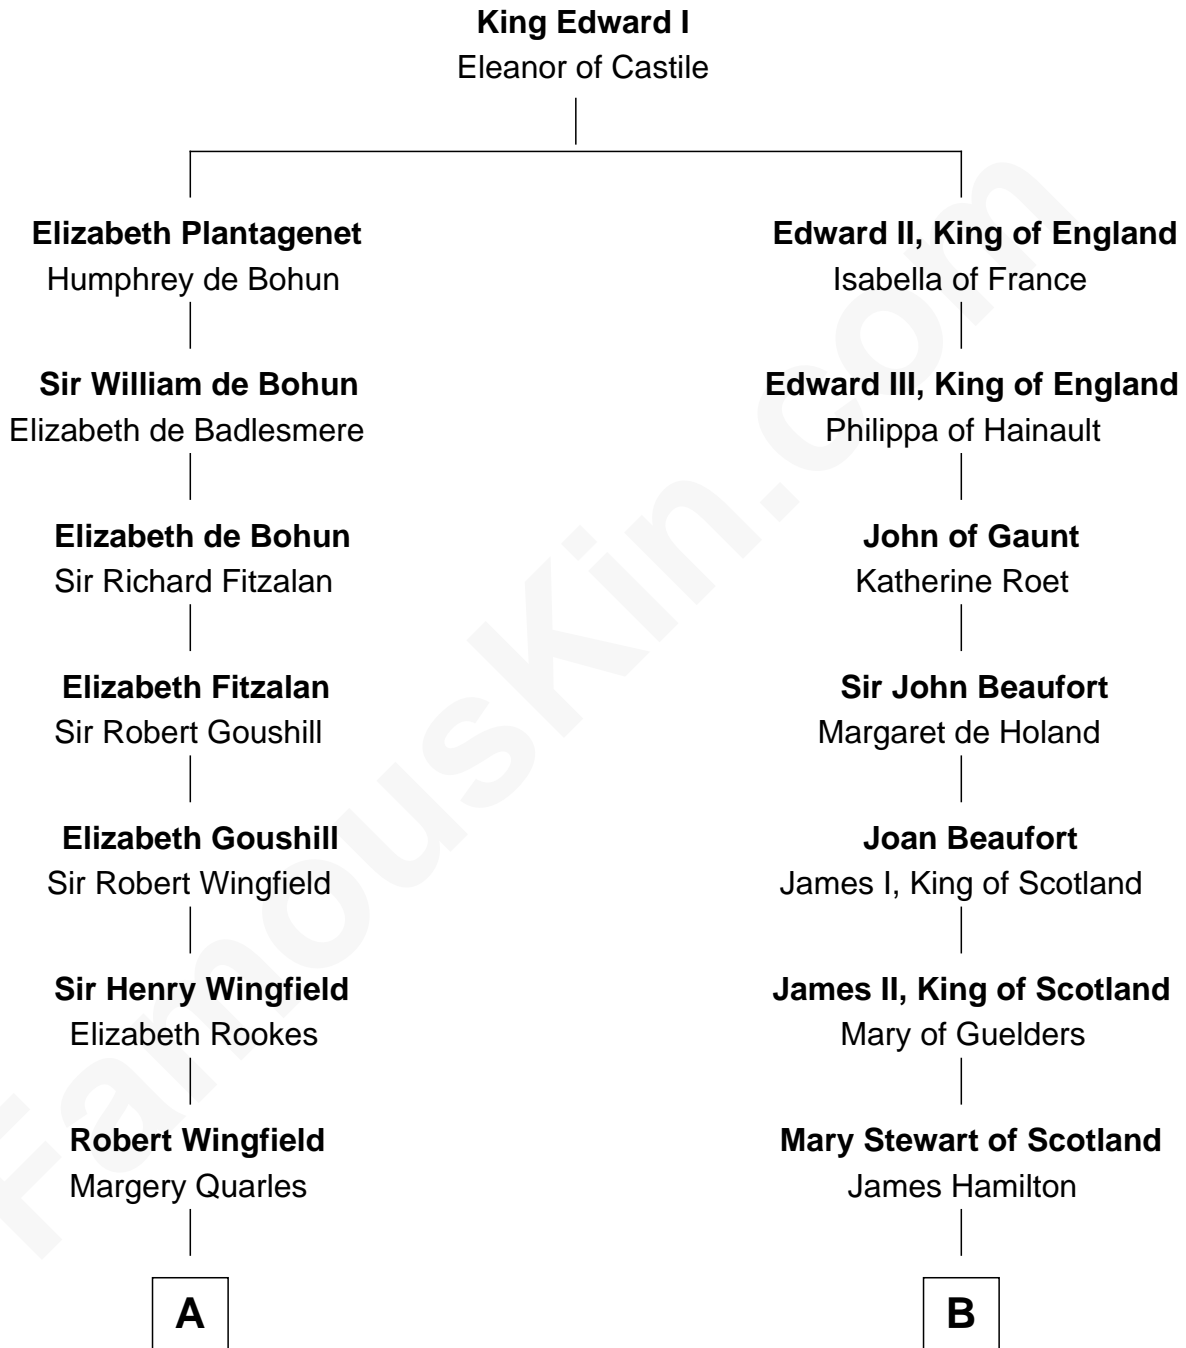 King Edward I
Eleanor of Castile
Elizabeth Plantagenet
Humphrey de Bohun
Edward II, King of England
Isabella of France
Sir William de Bohun
Elizabeth de Badlesmere
Edward III, King of England
Philippa of Hainault
Elizabeth de Bohun
Sir Richard Fitzalan
John of Gaunt
Katherine Roet
Elizabeth Fitzalan
Sir Robert Goushill
Sir John Beaufort
Margaret de Holand
Elizabeth Goushill
Sir Robert Wingfield
Joan Beaufort
James I, King of Scotland
Sir Henry Wingfield
Elizabeth Rookes
James II, King of Scotland
Mary of Guelders
Robert Wingfield
Margery Quarles
Mary Stewart of Scotland
James Hamilton
A
B
FamousKin.com